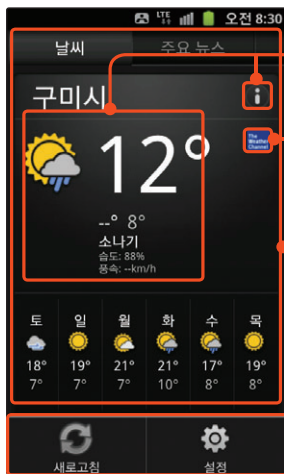 LTE 오전 8:30
날씨 주요 뉴스
구미시 i
The Weather Channel
12°
--° 8°
소나기
습도: 88%
풍속: --km/h
토 일 월 화 수 목
18° 19° 21° 21° 17° 19°
7° 7° 7° 10° 8° 8°
새로고침 설정